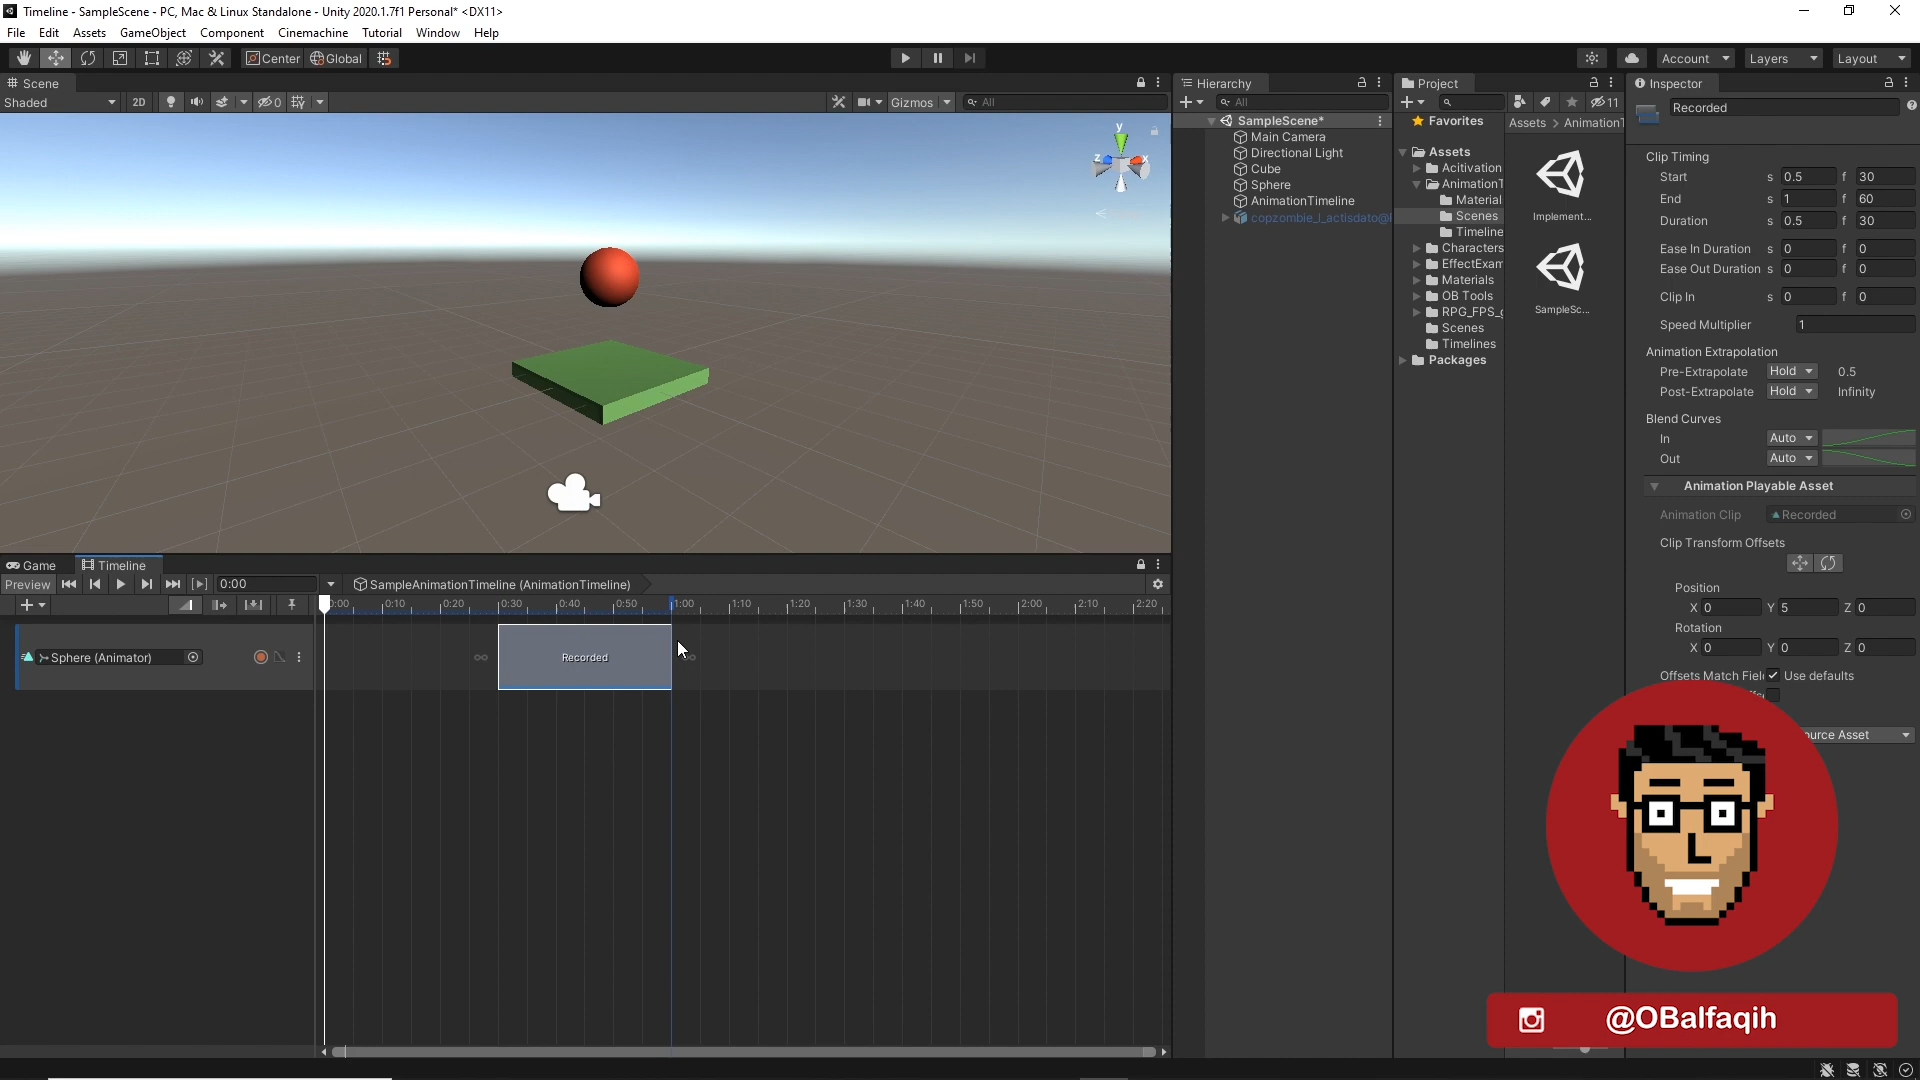 Timeline - SampleScene - PC, Mac & Linux Standalone - Unity 2020.1.7f1 Personal* <DX11>
File Edit Assets GameObject Component Cinemachine Tutorial Window Help
Center Global Account Layers Layout
Scene
Shaded 2D 0 Gizmos All
y
z x
Game Timeline
Preview 0:00 SampleAnimationTimeline (AnimationTimeline)
0:00 0:10 0:20 0:30 0:40 0:50 1:00 1:10 1:20 1:30 1:40 1:50 2:00 2:10 2:20
Sphere (Animator) Recorded
Hierarchy
All
SampleScene*
Main Camera
Directional Light
Cube
Sphere
AnimationTimeline
copzombie_l_actisdato@
Project
11
Favorites
Assets
Acitivation
AnimationT
Material
Scenes
Timeline
Characters
EffectExam
Materials
OB Tools
RPG_FPS_
Scenes
Timelines
Packages
Assets > AnimationT
Implement...
SampleSc...
Inspector
Recorded
Clip Timing
Start s 0.5 f 30
End s 1 f 60
Duration s 0.5 f 30
Ease In Duration s 0 f 0
Ease Out Duration s 0 f 0
Clip In s 0 f 0
Speed Multiplier 1
Animation Extrapolation
Pre-Extrapolate Hold 0.5
Post-Extrapolate Hold Infinity
Blend Curves
In Auto
Out Auto
Animation Playable Asset
Animation Clip Recorded
Clip Transform Offsets
Position
X 0 Y 5 Z 0
Rotation
X 0 Y 0 Z 0
Offsets Match Fiel Use defaults
ource Asset
@OBalfaqih